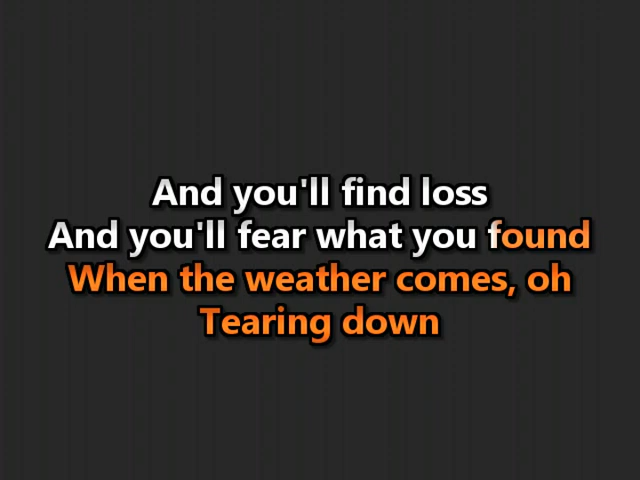 And you'll find loss
And you'll fear what you found
When the weather comes, oh
Tearing down